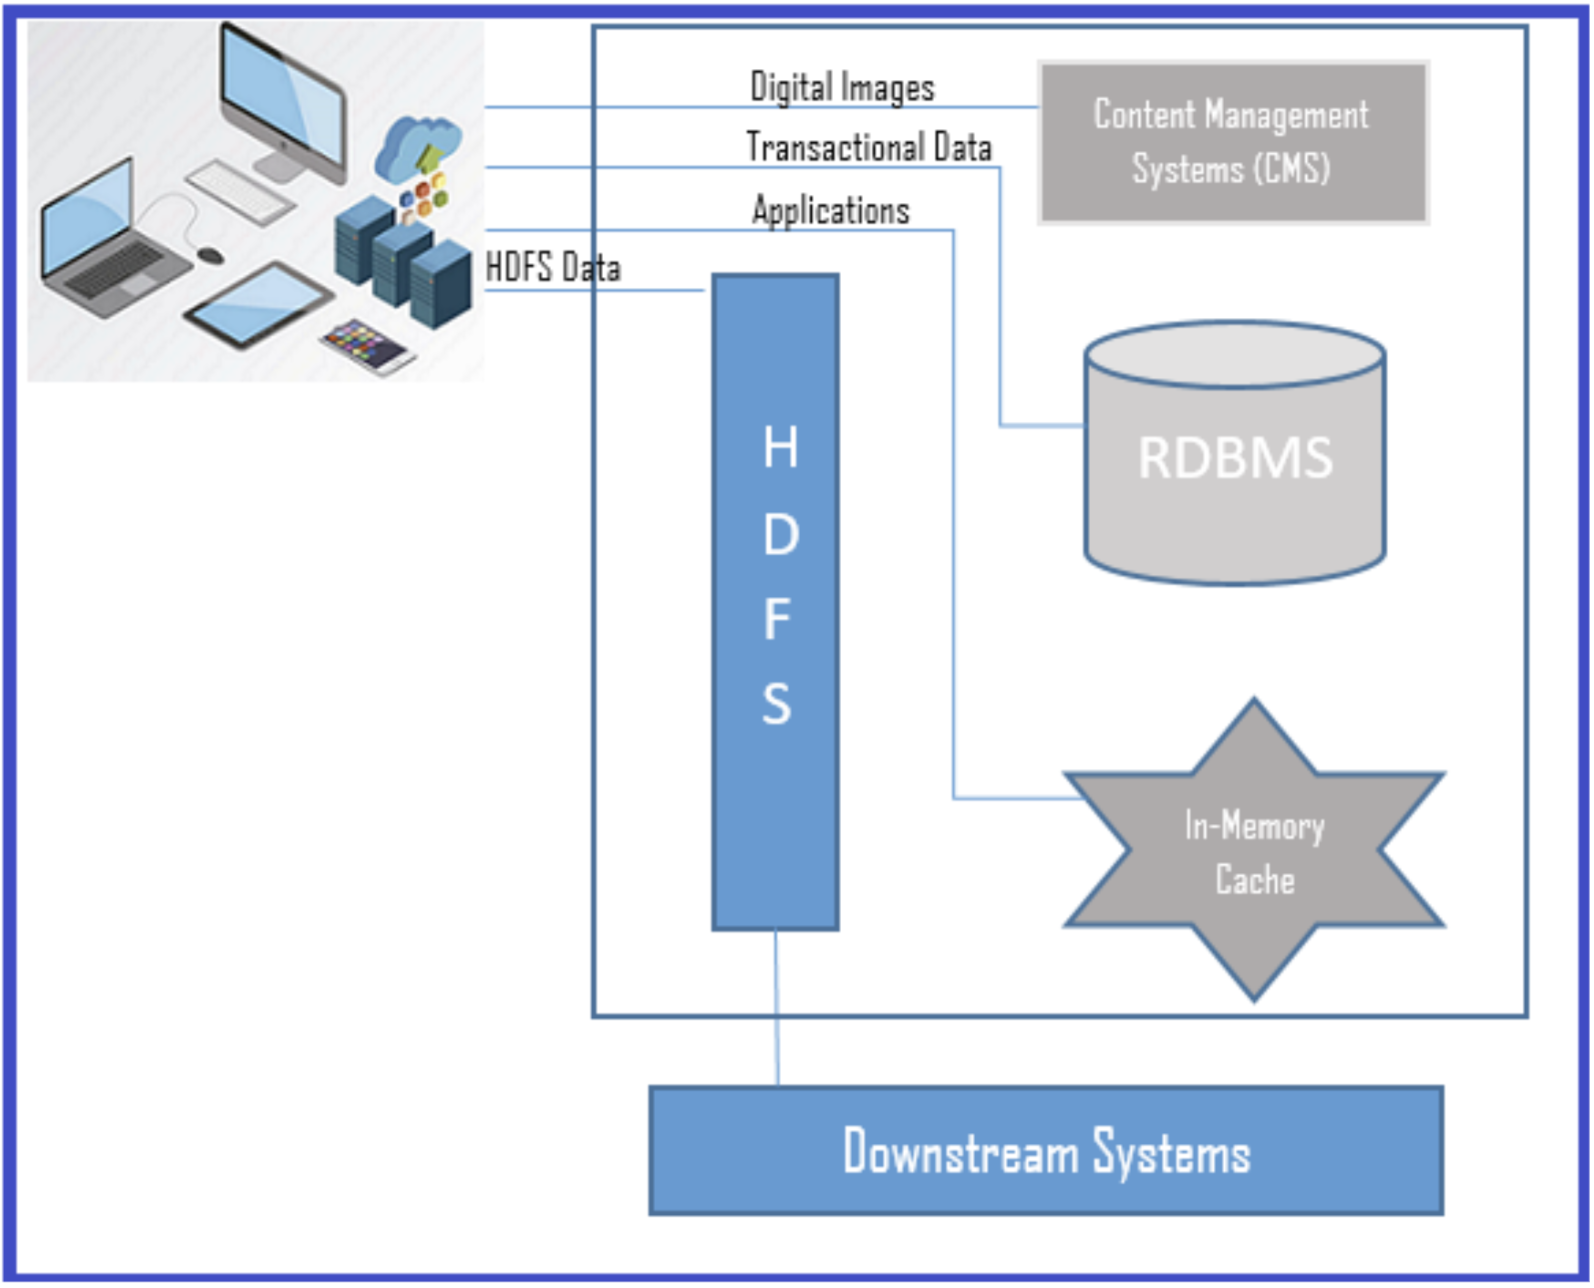 Digital Images
Transactional Data
Applications
HDFS Data
Content Management
Systems (CMS)
H
D
F
S
RDBMS
In-Memory
Cache
Downstream Systems